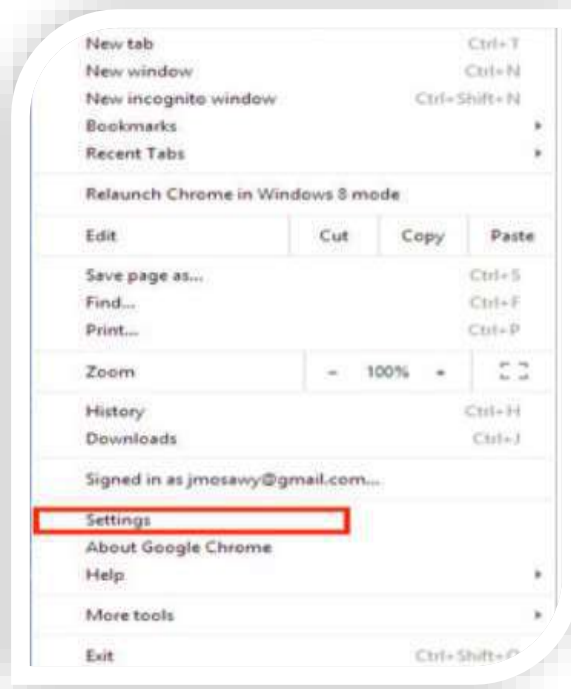 New tab Ctrl+T
New window Ctrl+N
New incognito window Ctrl+Shift+N
Bookmarks
Recent Tabs
Relaunch Chrome in Windows 8 mode
Edit Cut Copy Paste
Save page as... Ctrl+S
Find... Ctrl+F
Print... Ctrl+P
Zoom - 100% +
History Ctrl+H
Downloads Ctrl+J
Signed in as jmosawy@gmail.com...
Settings
About Google Chrome
Help
More tools
Exit Ctrl+Shift+Q